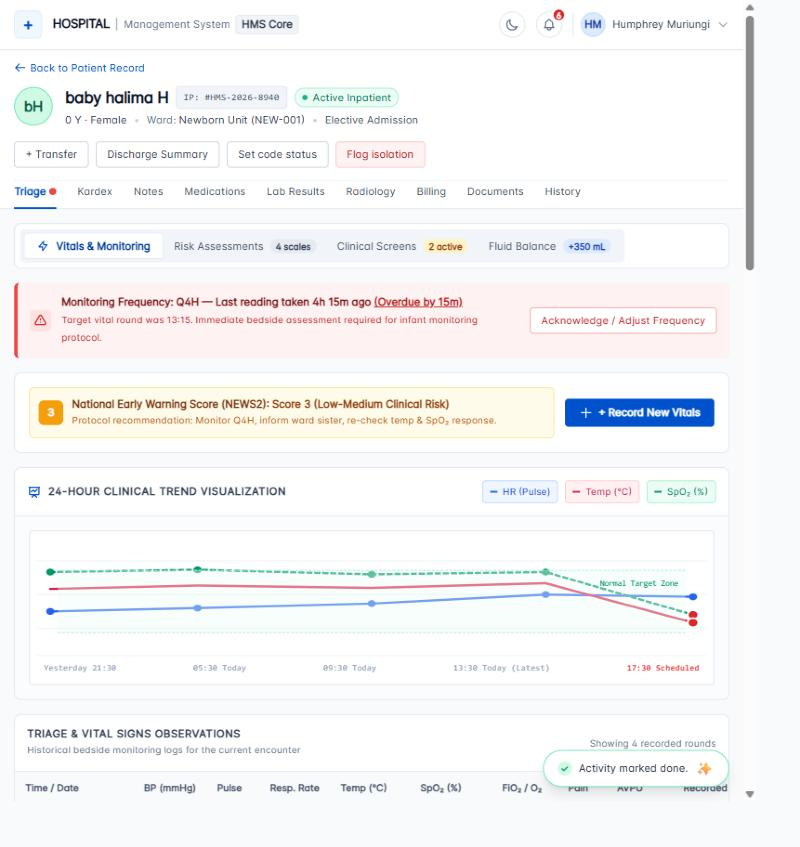 HOSPITAL | Management System HMS Core
6
HM Humphrey Muriungi
← Back to Patient Record
bH
baby halima H IP: #HMS-2026-8940 Active Inpatient
0 Y · Female • Ward: Newborn Unit (NEW-001) • Elective Admission
+ Transfer Discharge Summary Set code status Flag isolation
Triage Kardex Notes Medications Lab Results Radiology Billing Documents History
Vitals & Monitoring Risk Assessments 4 scales Clinical Screens 2 active Fluid Balance +350 mL
Monitoring Frequency: Q4H — Last reading taken 4h 15m ago (Overdue by 15m)
Target vital round was 13:15. Immediate bedside assessment required for infant monitoring
protocol.
Acknowledge / Adjust Frequency
3
National Early Warning Score (NEWS2): Score 3 (Low-Medium Clinical Risk)
Protocol recommendation: Monitor Q4H, inform ward sister, re-check temp & SpO₂ response.
+ Record New Vitals
24-HOUR CLINICAL TREND VISUALIZATION
HR (Pulse) Temp (°C) SpO₂ (%)
Normal Target Zone
Yesterday 21:30 05:30 Today 09:30 Today 13:30 Today (Latest) 17:30 Scheduled
TRIAGE & VITAL SIGNS OBSERVATIONS
Historical bedside monitoring logs for the current encounter
Showing 4 recorded rounds
Activity marked done.
Time / Date BP (mmHg) Pulse Resp. Rate Temp (°C) SpO₂ (%) FiO₂ / O₂ Pain AVPU Recorded